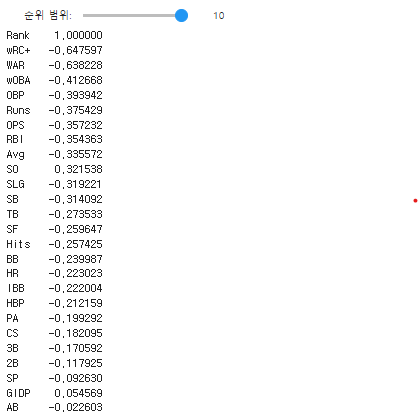 순위 범위: 10
Rank 1.000000
wRC+ -0.647597
WAR -0.638228
wOBA -0.412668
OBP -0.393942
Runs -0.375429
OPS -0.357232
RBI -0.354363
Avg -0.335572
SO 0.321538
SLG -0.319221
SB -0.314092
TB -0.273533
SF -0.259647
Hits -0.257425
BB -0.239987
HR -0.223023
IBB -0.222004
HBP -0.212159
PA -0.199292
CS -0.182095
3B -0.170592
2B -0.117925
SP -0.092630
GIDP 0.054569
AB -0.022603